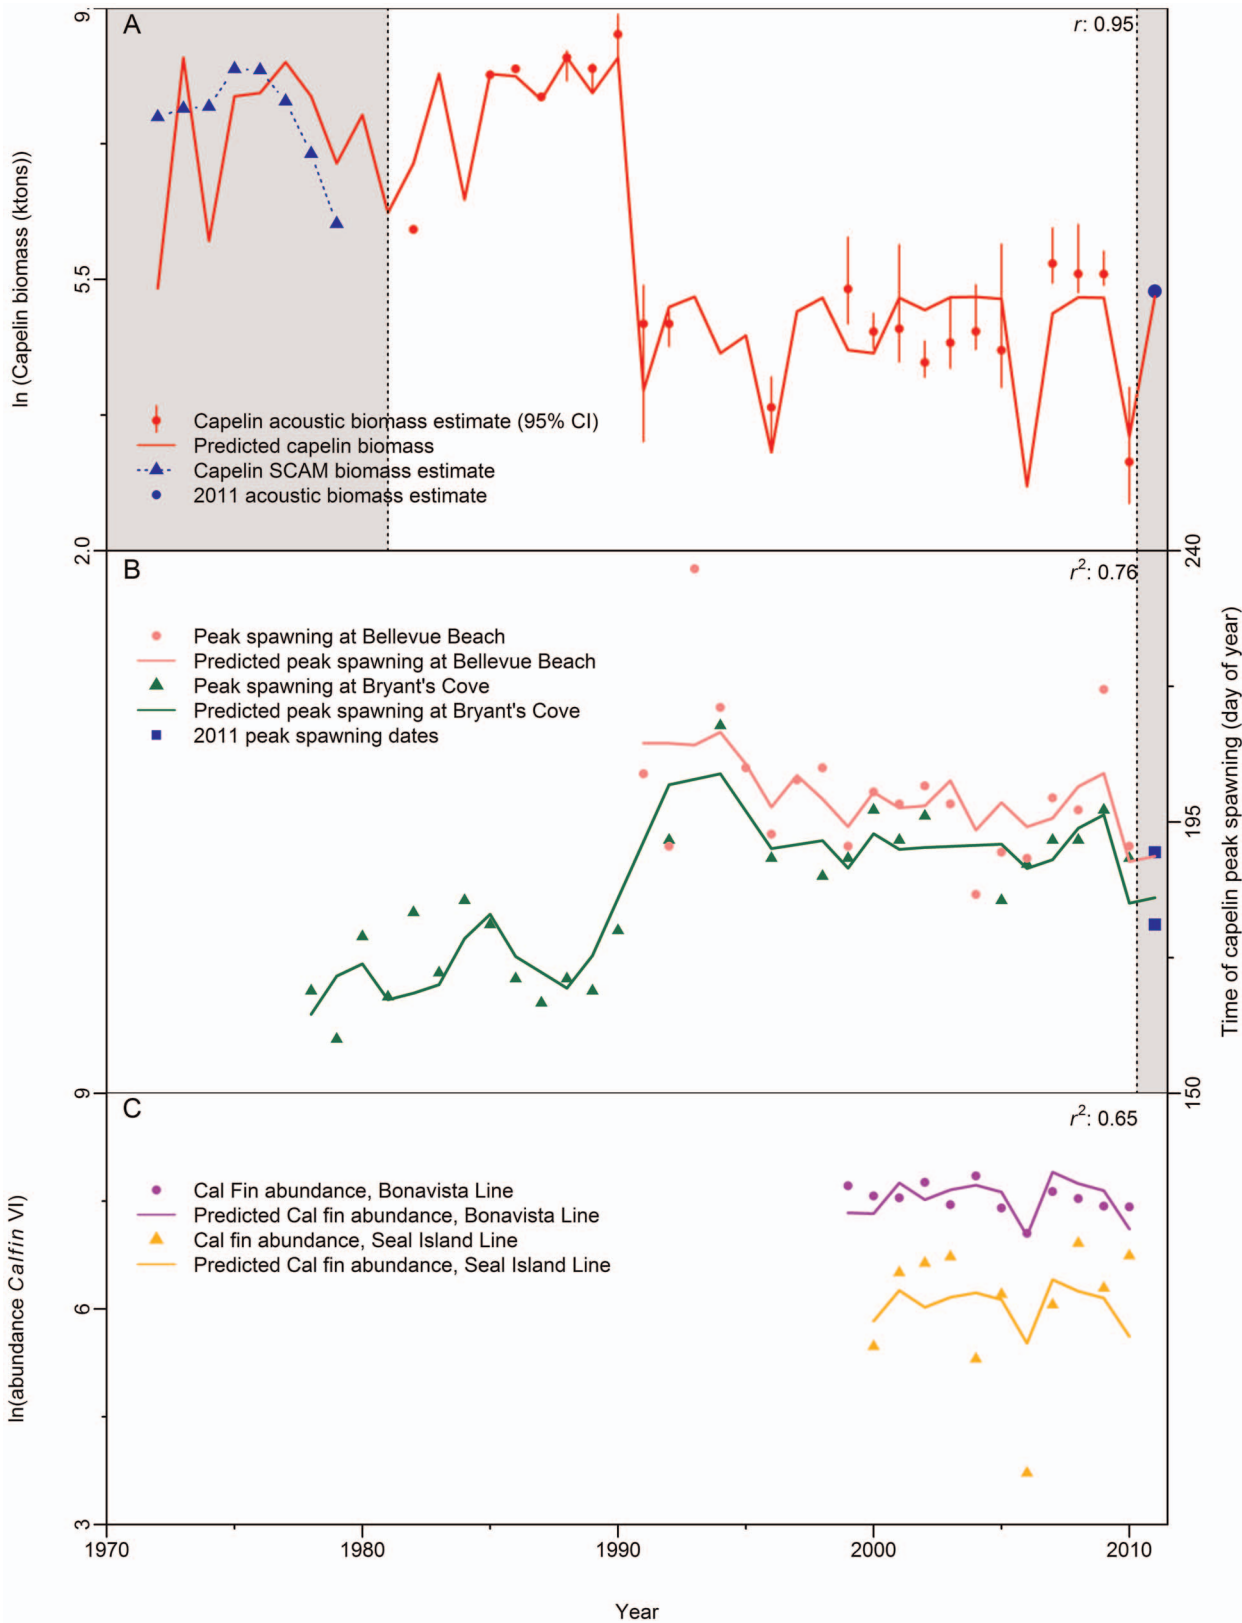 9.
A
r: 0.95
ln (Capelin biomass (ktons))
5.5
Capelin acoustic biomass estimate (95% CI)
Predicted capelin biomass
Capelin SCAM biomass estimate
2011 acoustic biomass estimate
2.0
240
B
r²: 0.76
Peak spawning at Bellevue Beach
Predicted peak spawning at Bellevue Beach
Peak spawning at Bryant's Cove
Predicted peak spawning at Bryant's Cove
2011 peak spawning dates
195
Time of capelin peak spawning (day of year)
9
150
C
r²: 0.65
Cal Fin abundance, Bonavista Line
Predicted Cal fin abundance, Bonavista Line
Cal fin abundance, Seal Island Line
Predicted Cal fin abundance, Seal Island Line
ln(abundance Calfin VI)
6
3
1970 1980 1990 2000 2010
Year